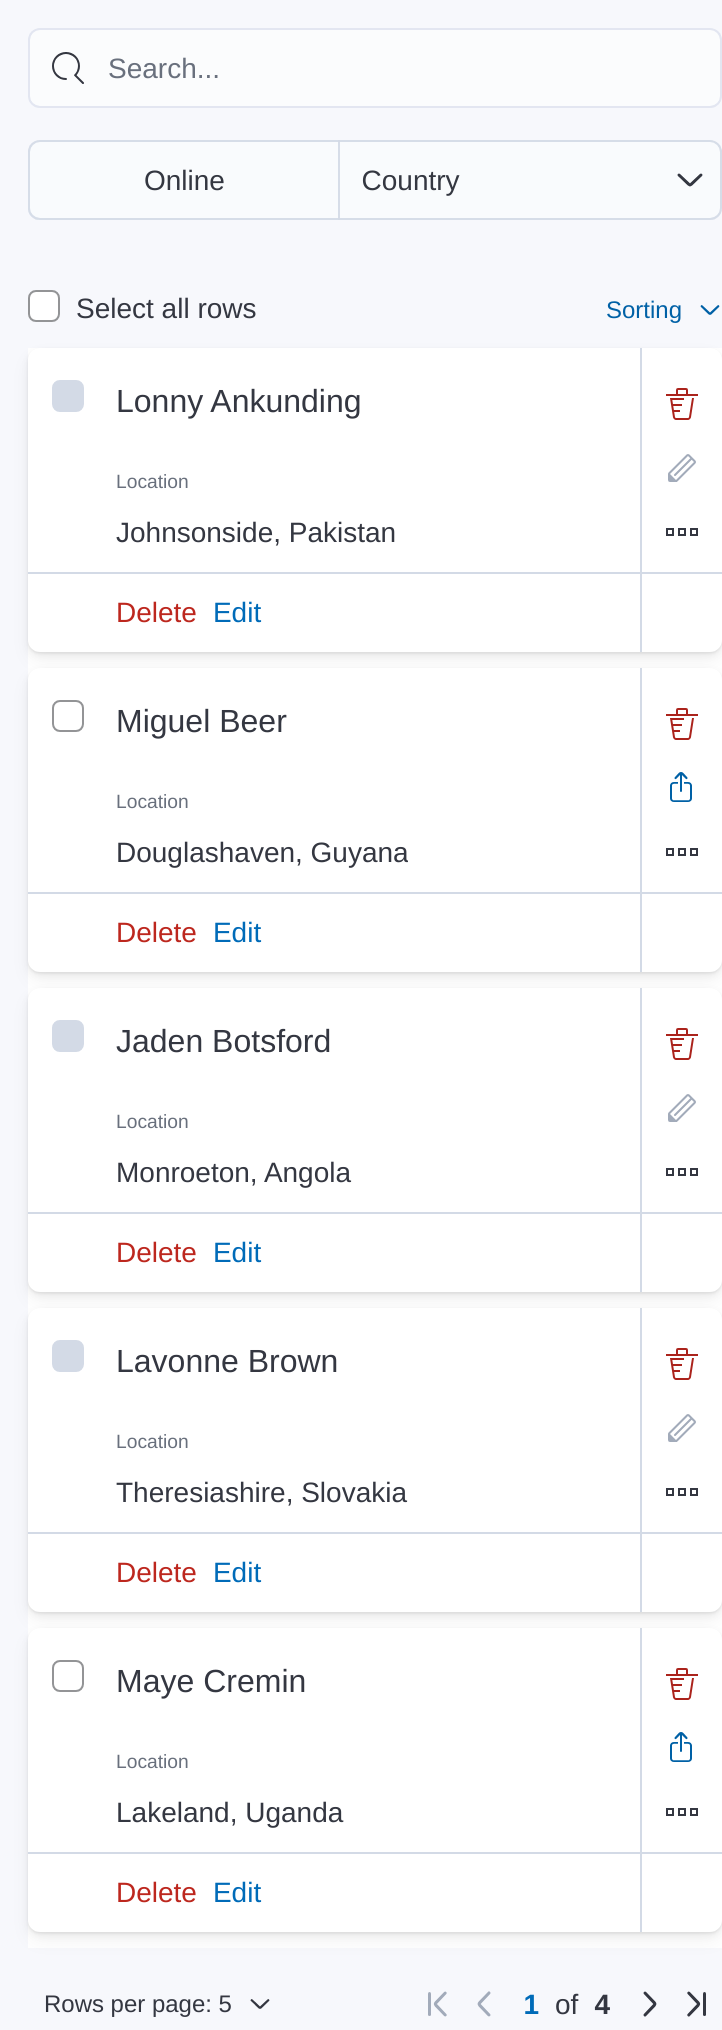 Search...
Online Country
Select all rows Sorting
Lonny Ankunding
Location
Johnsonside, Pakistan
Delete Edit
Miguel Beer
Location
Douglashaven, Guyana
Delete Edit
Jaden Botsford
Location
Monroeton, Angola
Delete Edit
Lavonne Brown
Location
Theresiashire, Slovakia
Delete Edit
Maye Cremin
Location
Lakeland, Uganda
Delete Edit
Rows per page: 5 1 of 4